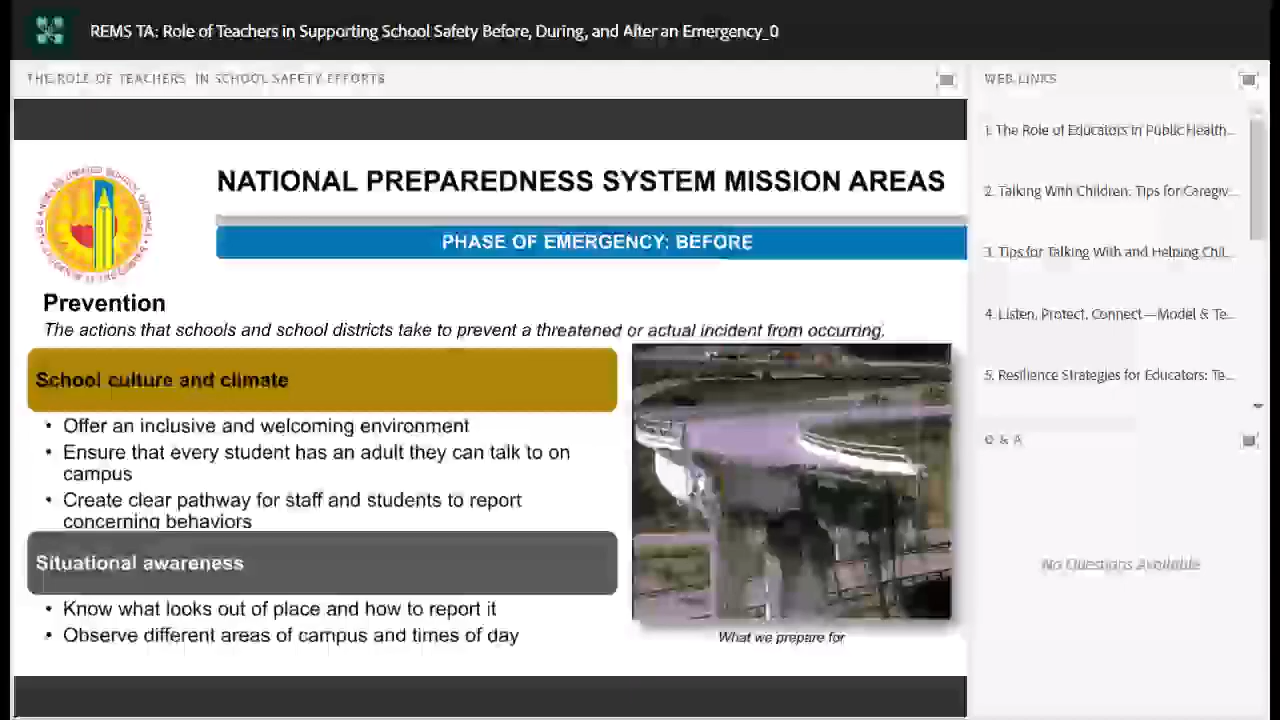 REMS TA: Role of Teachers in Supporting School Safety Before, During, and After an Emergency_0
THE ROLE OF TEACHERS IN SCHOOL SAFETY EFFORTS
NATIONAL PREPAREDNESS SYSTEM MISSION AREAS
PHASE OF EMERGENCY: BEFORE
Prevention
The actions that schools and school districts take to prevent a threatened or actual incident from occurring.
School culture and climate
• Offer an inclusive and welcoming environment
• Ensure that every student has an adult they can talk to on
campus
• Create clear pathway for staff and students to report
concerning behaviors
Situational awareness
• Know what looks out of place and how to report it
• Observe different areas of campus and times of day
What we prepare for
WEB LINKS
1. The Role of Educators in Public Health...
2. Talking With Children: Tips for Caregiv...
3. Tips for Talking With and Helping Chil...
4. Listen, Protect, Connect—Model & Te...
5. Resilience Strategies for Educators: Te...
Q & A
No Questions Available